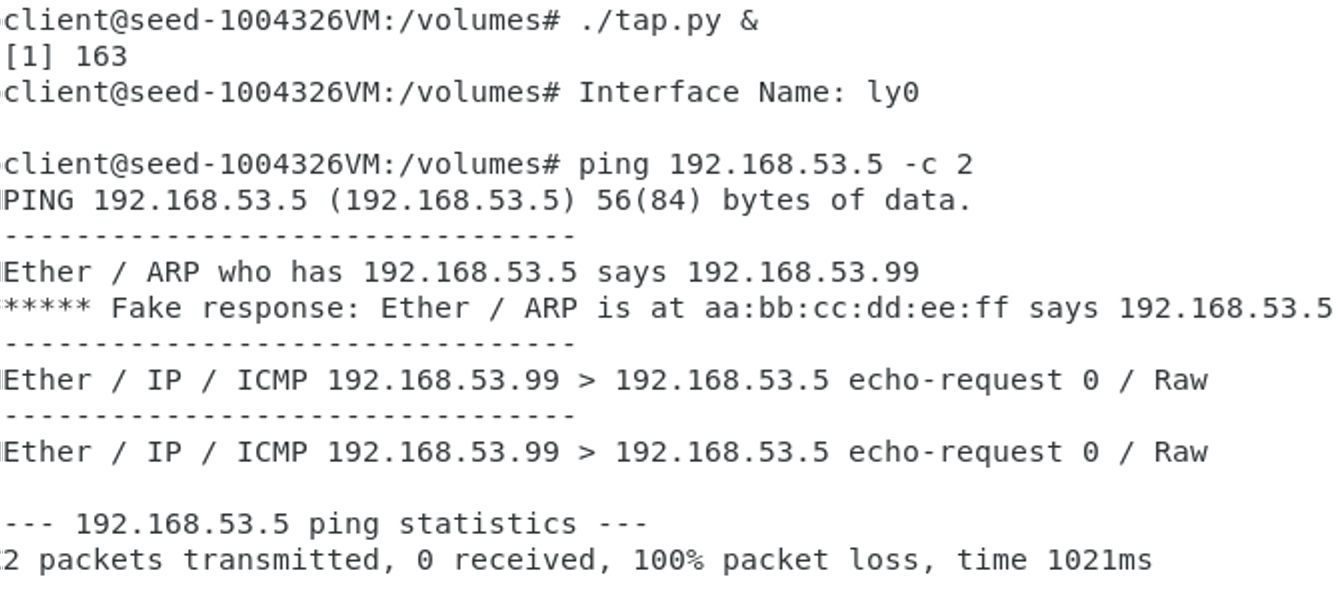 client@seed-1004326VM:/volumes# ./tap.py &
[1] 163
client@seed-1004326VM:/volumes# Interface Name: ly0
client@seed-1004326VM:/volumes# ping 192.168.53.5 -c 2
PING 192.168.53.5 (192.168.53.5) 56(84) bytes of data.
--------------------------------
Ether / ARP who has 192.168.53.5 says 192.168.53.99
***** Fake response: Ether / ARP is at aa:bb:cc:dd:ee:ff says 192.168.53.5
--------------------------------
Ether / IP / ICMP 192.168.53.99 > 192.168.53.5 echo-request 0 / Raw
--------------------------------
Ether / IP / ICMP 192.168.53.99 > 192.168.53.5 echo-request 0 / Raw
--- 192.168.53.5 ping statistics ---
2 packets transmitted, 0 received, 100% packet loss, time 1021ms